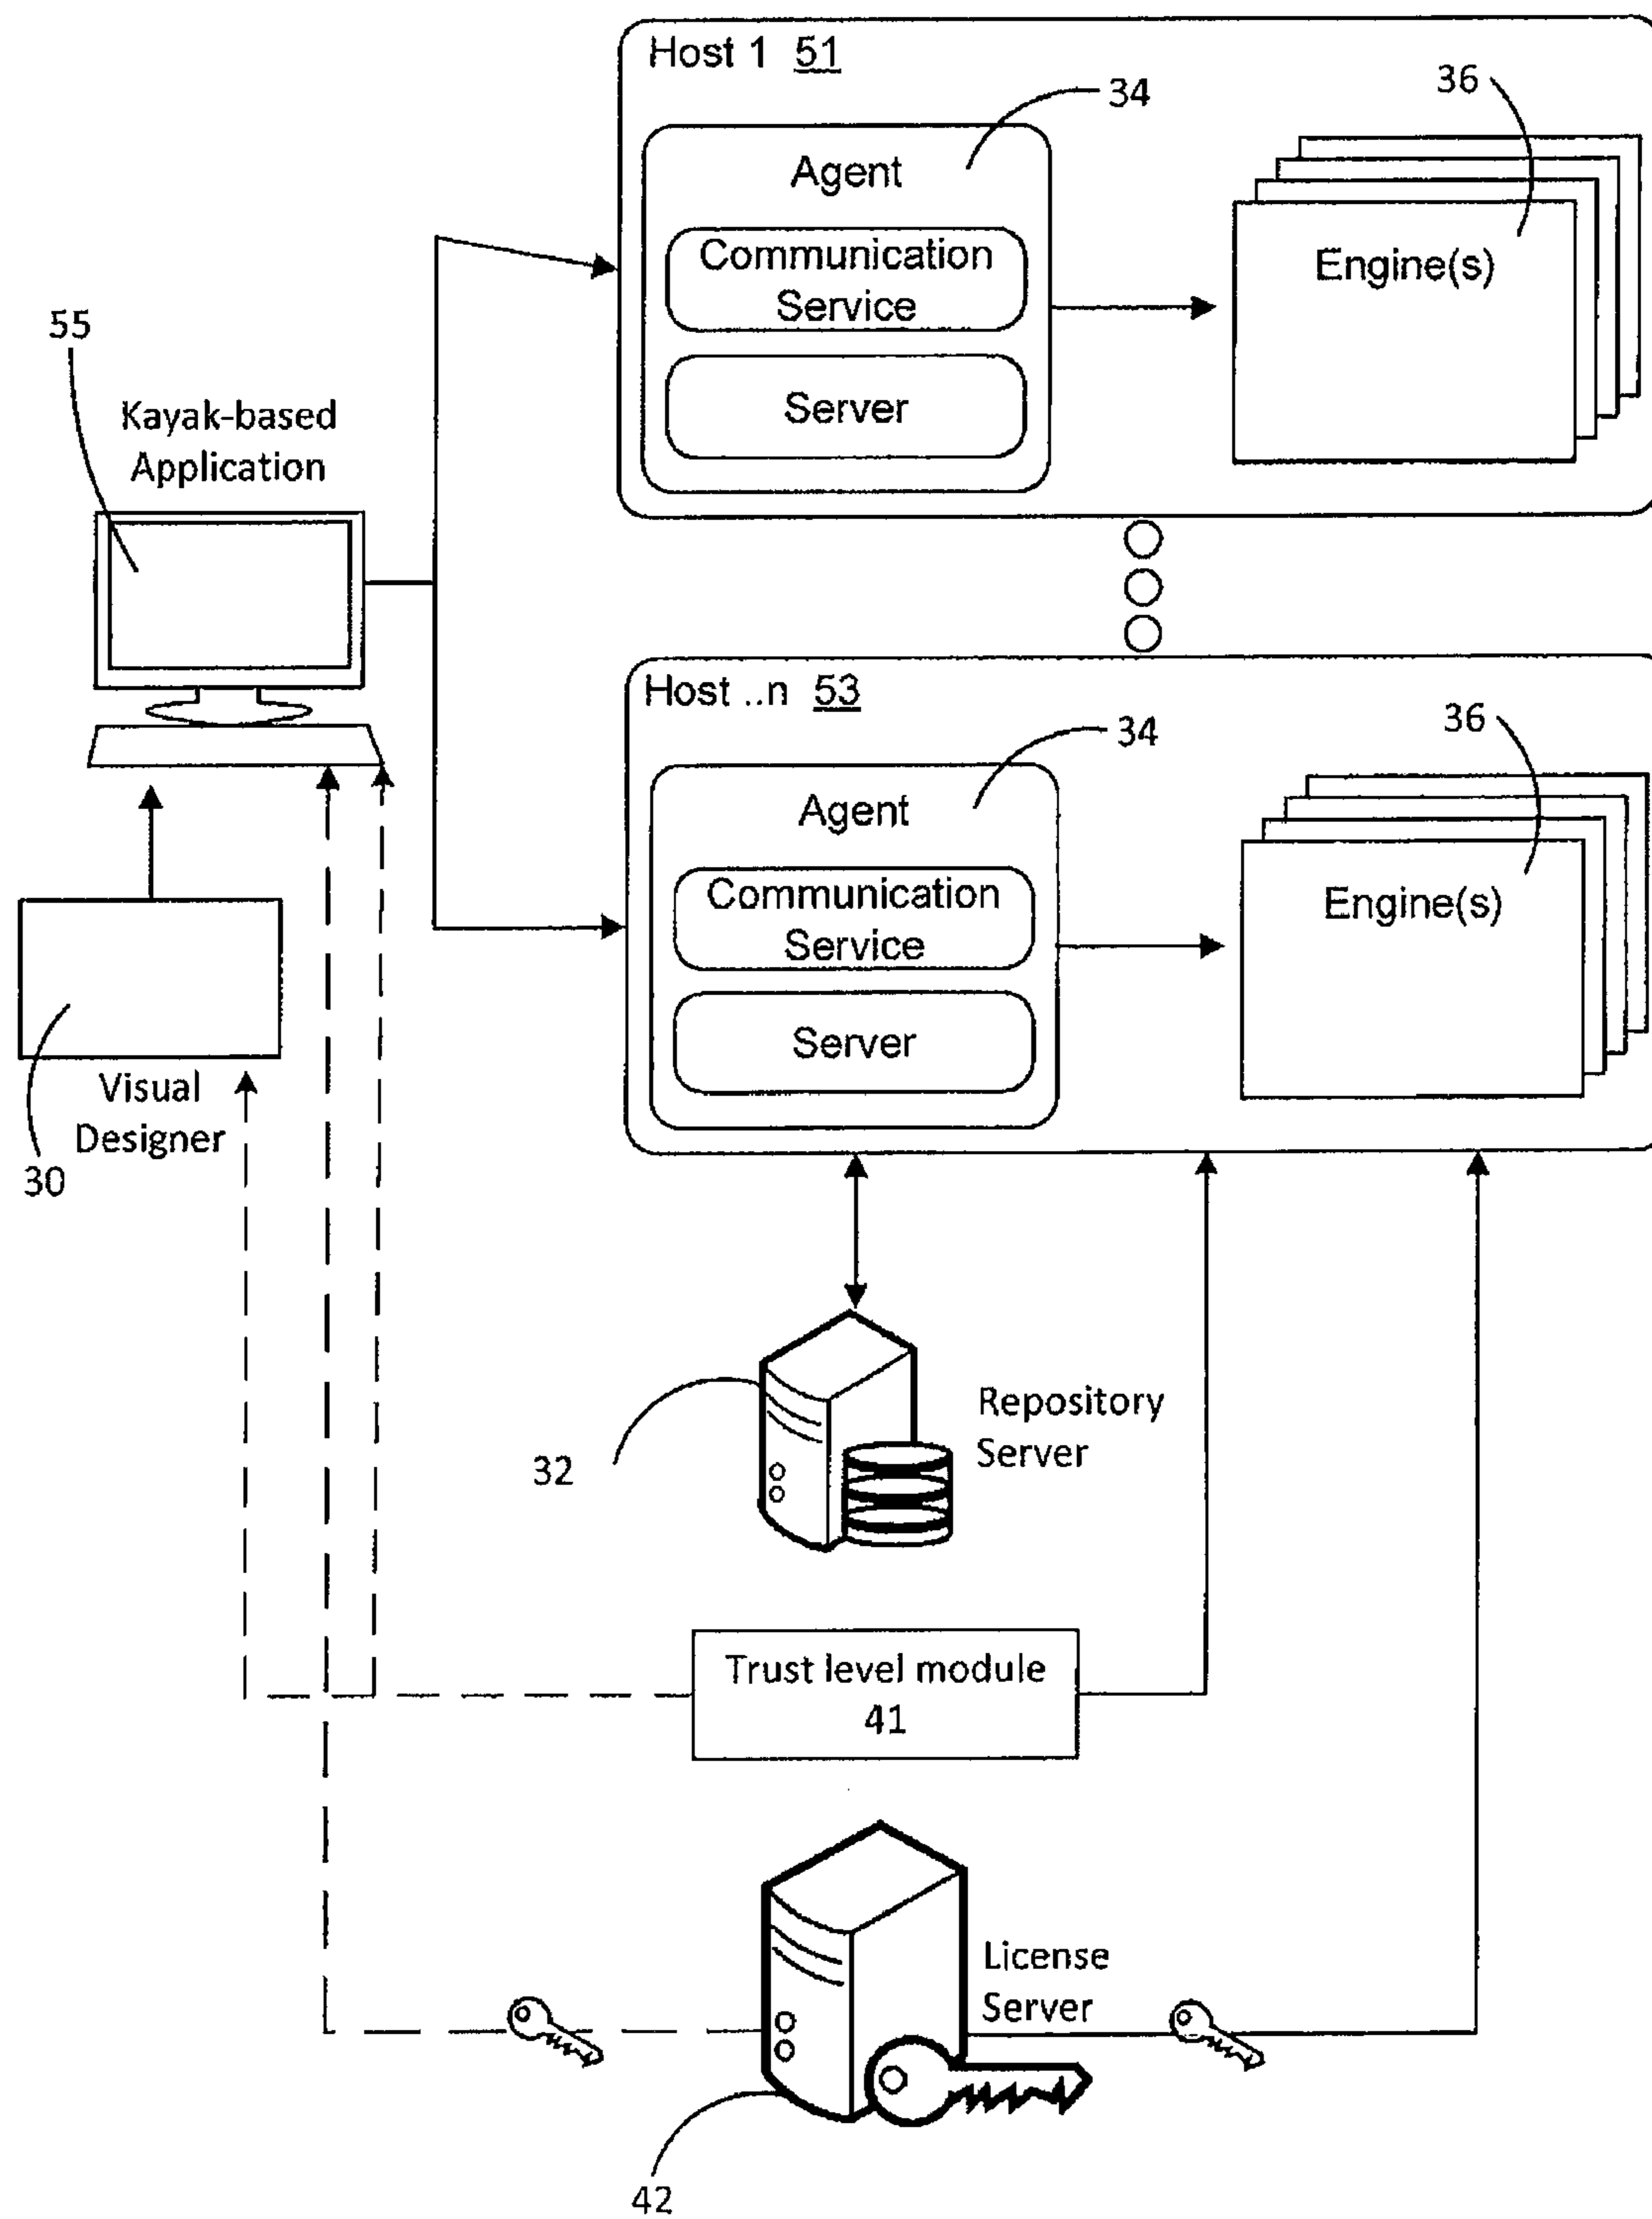 Host 1 51
34
36
Agent
Communication
Service
Engine(s)
Server
55
Kayak-based
Application
Host ..n 53
34
36
Agent
Communication
Service
Engine(s)
Server
Visual
Designer
30
Repository
Server
32
Trust level module
41
License
Server
42